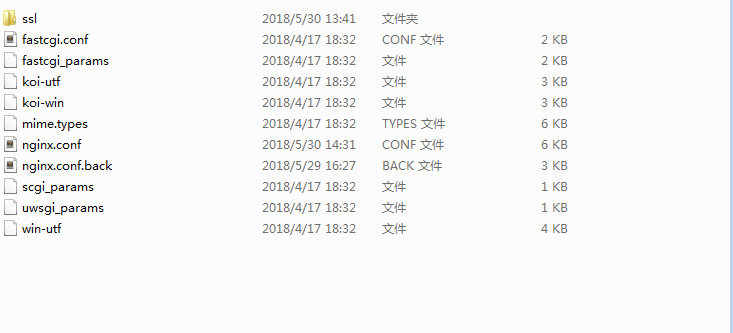 ssl 2018/5/30 13:41 文件夹
fastcgi.conf 2018/4/17 18:32 CONF 文件 2 KB
fastcgi_params 2018/4/17 18:32 文件 2 KB
koi-utf 2018/4/17 18:32 文件 3 KB
koi-win 2018/4/17 18:32 文件 3 KB
mime.types 2018/4/17 18:32 TYPES 文件 6 KB
nginx.conf 2018/5/30 14:31 CONF 文件 6 KB
nginx.conf.back 2018/5/29 16:27 BACK 文件 3 KB
scgi_params 2018/4/17 18:32 文件 1 KB
uwsgi_params 2018/4/17 18:32 文件 1 KB
win-utf 2018/4/17 18:32 文件 4 KB